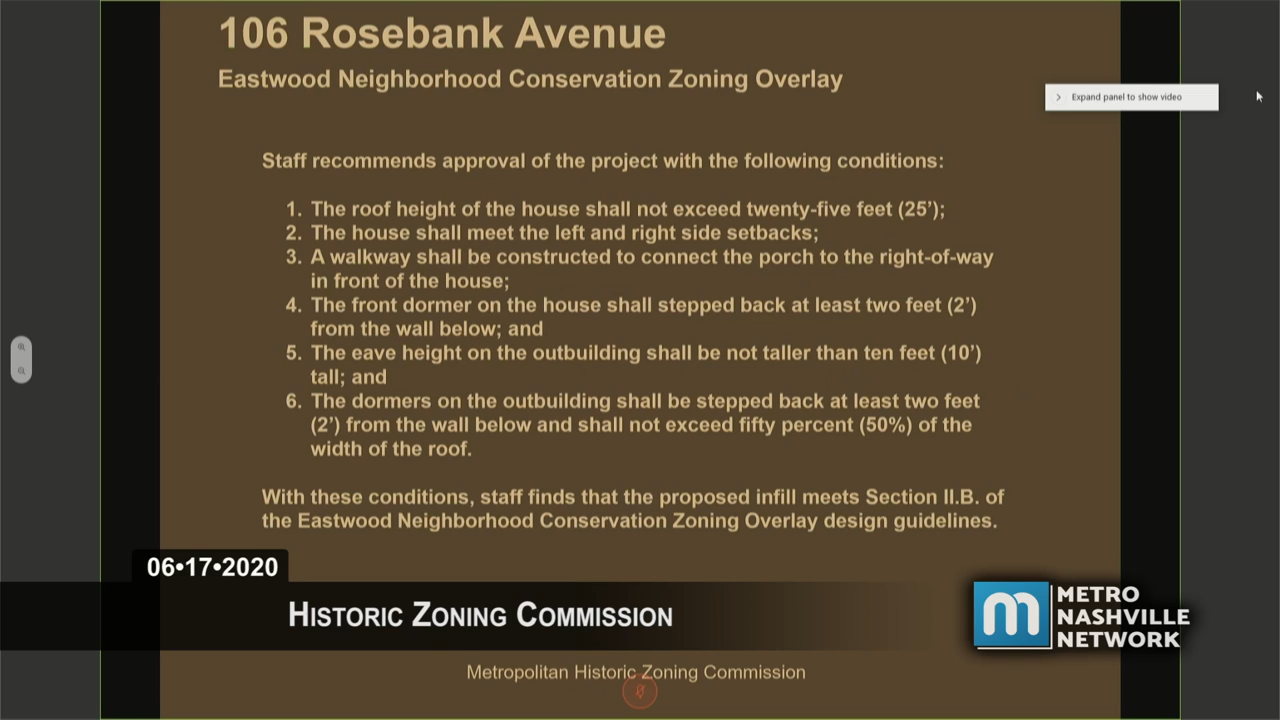 106 Rosebank Avenue
Eastwood Neighborhood Conservation Zoning Overlay
Expand panel to show video
Staff recommends approval of the project with the following conditions:
1. The roof height of the house shall not exceed twenty-five feet (25’);
2. The house shall meet the left and right side setbacks;
3. A walkway shall be constructed to connect the porch to the right-of-way
in front of the house;
4. The front dormer on the house shall stepped back at least two feet (2’)
from the wall below; and
5. The eave height on the outbuilding shall be not taller than ten feet (10’)
tall; and
6. The dormers on the outbuilding shall be stepped back at least two feet
(2’) from the wall below and shall not exceed fifty percent (50%) of the
width of the roof.
With these conditions, staff finds that the proposed infill meets Section II.B. of
the Eastwood Neighborhood Conservation Zoning Overlay design guidelines.
06•17•2020
Historic Zoning Commission
m METRO
NASHVILLE
NETWORK
Metropolitan Historic Zoning Commission